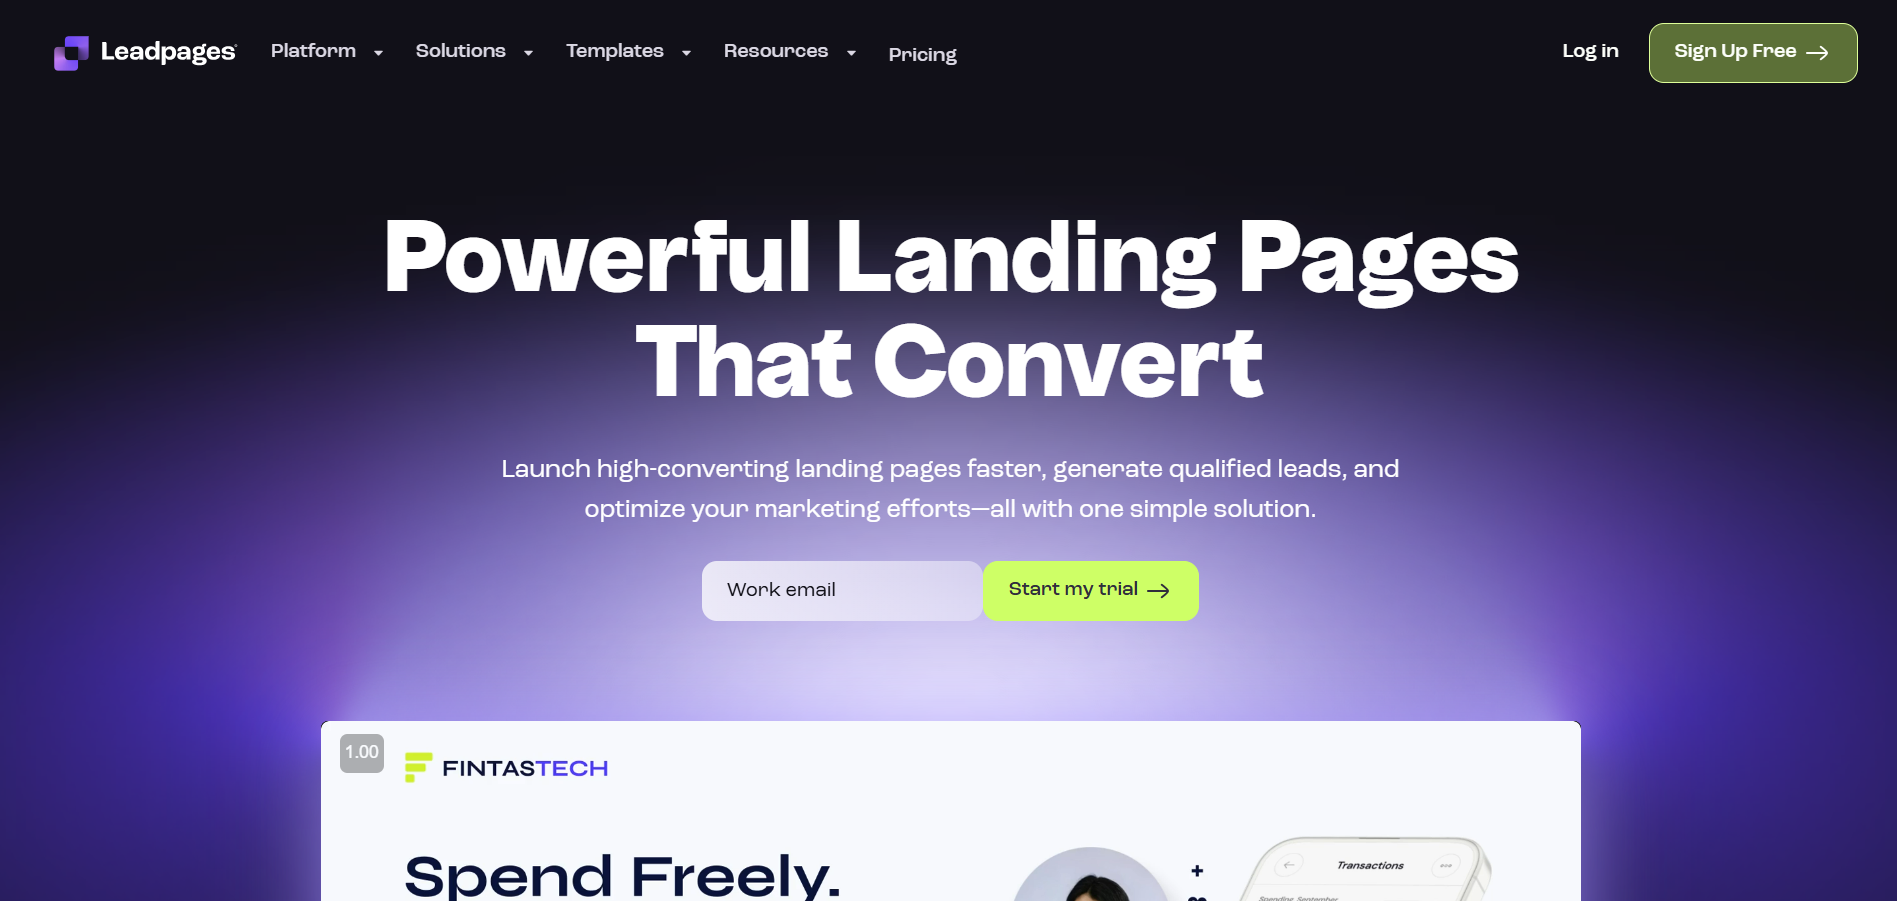 Leadpages
Platform
Solutions
Templates
Resources
Pricing
Log in
Sign Up Free
Powerful Landing Pages
That Convert
Launch high-converting landing pages faster, generate qualified leads, and
optimize your marketing efforts—all with one simple solution.
Work email
Start my trial
1.00
FINTASTECH
Spend Freely.
Transactions
Spending September